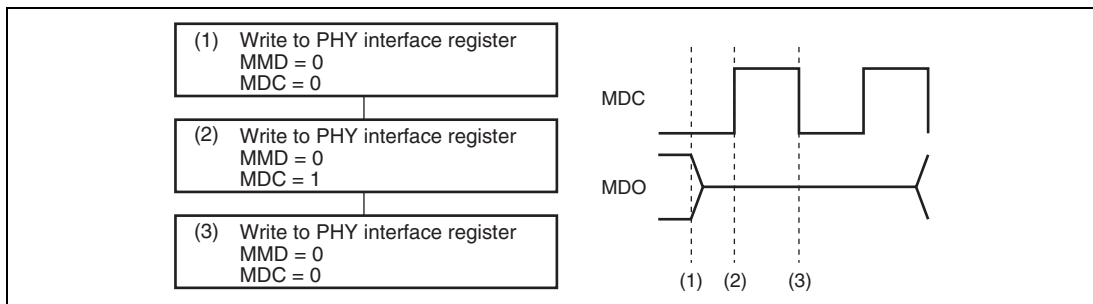 (1) Write to PHY interface register
MMD = 0
MDC = 0
(2) Write to PHY interface register
MMD = 0
MDC = 1
(3) Write to PHY interface register
MMD = 0
MDC = 0
MDC
MDO
(1) (2) (3)